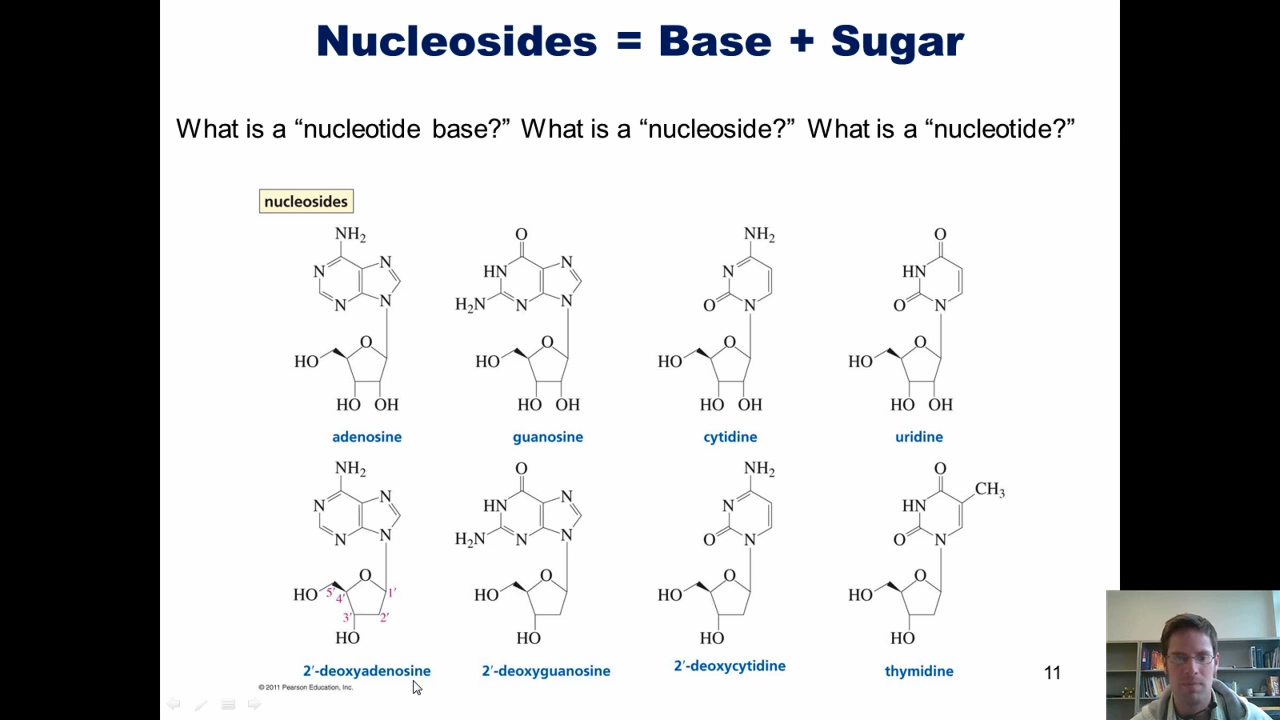 Nucleosides = Base + Sugar
What is a “nucleotide base?” What is a “nucleoside?” What is a “nucleotide?”
nucleosides
NH₂ O NH₂ O
N N HN N N HN
N N H₂N N N O N O N
O O O O
HO HO HO HO
HO OH HO OH HO OH HO OH
adenosine guanosine cytidine uridine
NH₂ O NH₂ O CH₃
N N HN N N HN
N N H₂N N N O N O N
O O O O
HO 5′ 4′ 1′ HO HO HO
3′ 2′
HO HO HO HO
2′-deoxyadenosine 2′-deoxyguanosine 2′-deoxycytidine thymidine
11
© 2011 Pearson Education, Inc.